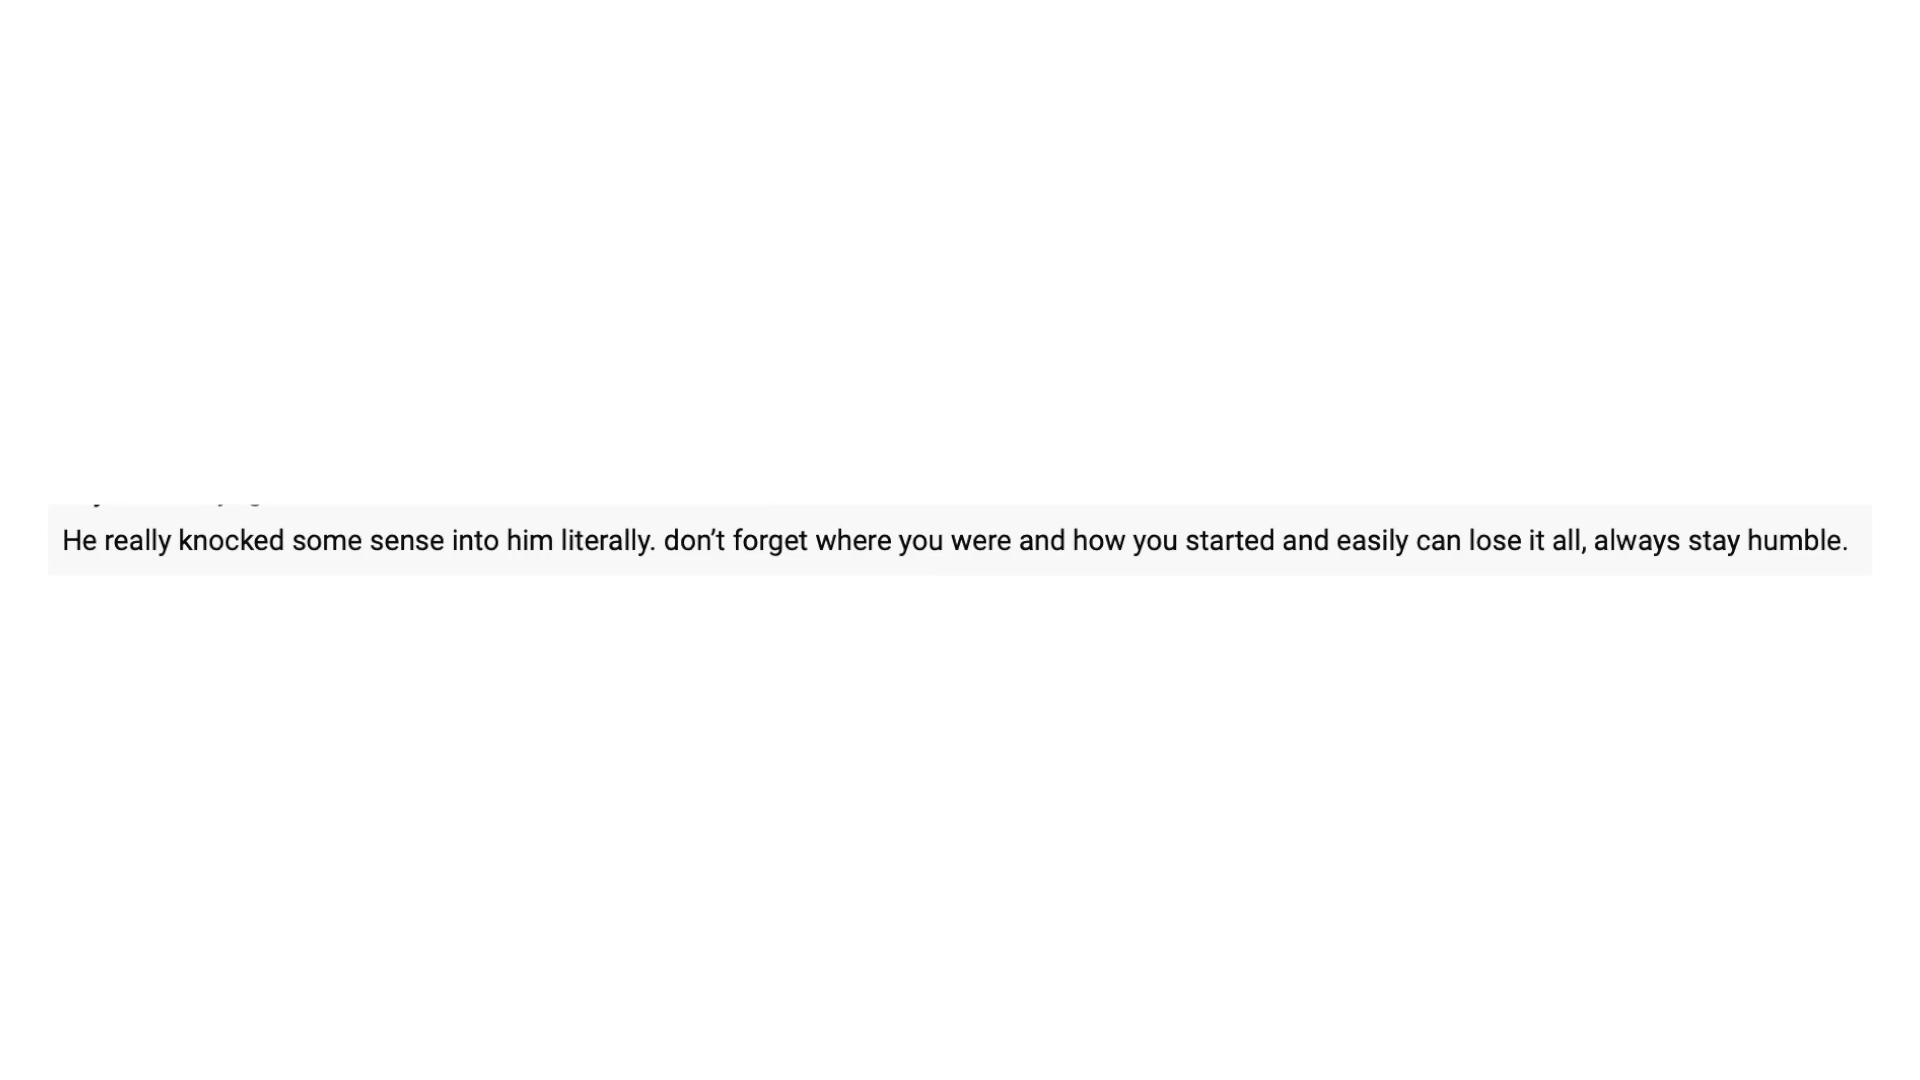 He really knocked some sense into him literally. don’t forget where you were and how you started and easily can lose it all, always stay humble.